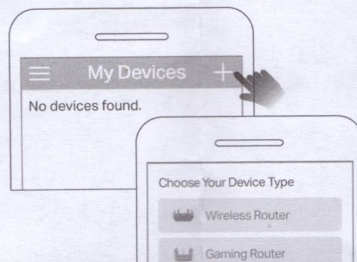 My Devices
No devices found.
Choose Your Device Type
Wireless Router
Gaming Router